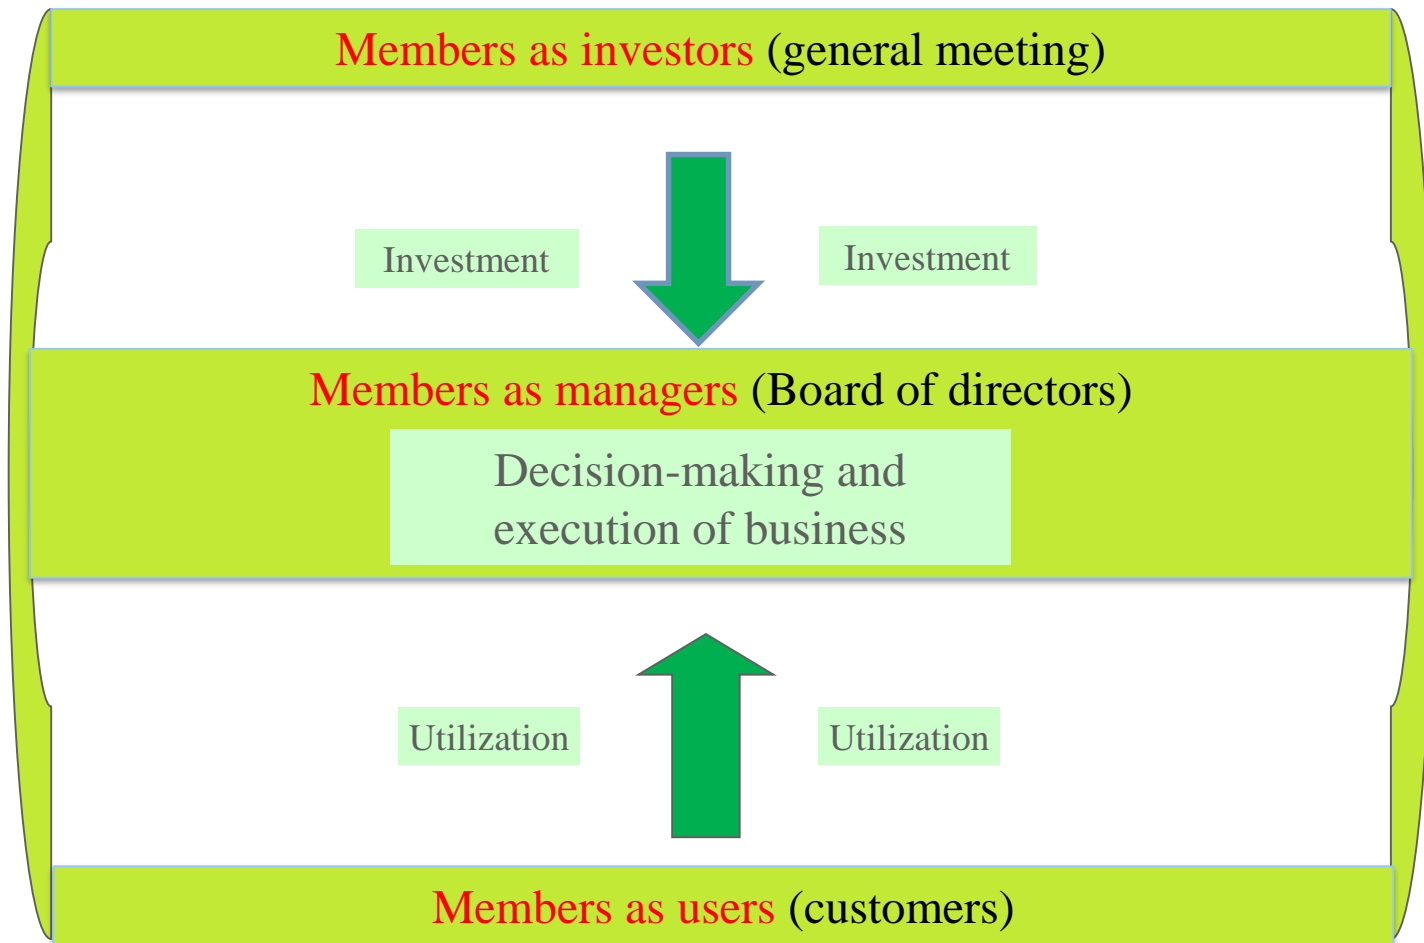 Members as investors (general meeting)
Investment
Investment
Members as managers (Board of directors)
Decision-making and
execution of business
Utilization
Utilization
Members as users (customers)